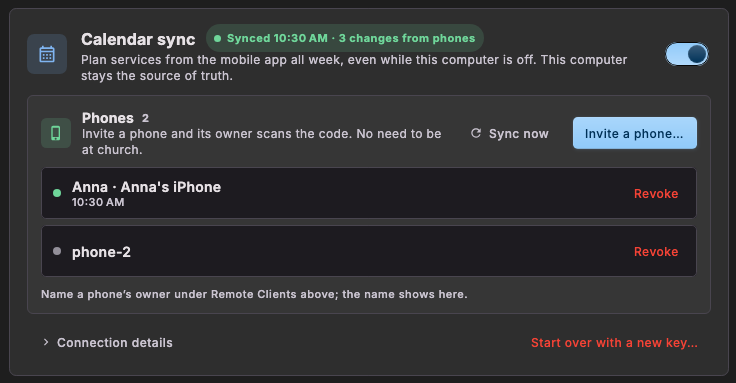 Calendar sync
Synced 10:30 AM · 3 changes from phones
Plan services from the mobile app all week, even while this computer is off. This computer
stays the source of truth.
Phones 2
Invite a phone and its owner scans the code. No need to be
at church.
Sync now
Invite a phone...
Anna · Anna's iPhone
10:30 AM
Revoke
phone-2
Revoke
Name a phone’s owner under Remote Clients above; the name shows here.
Connection details
Start over with a new key...